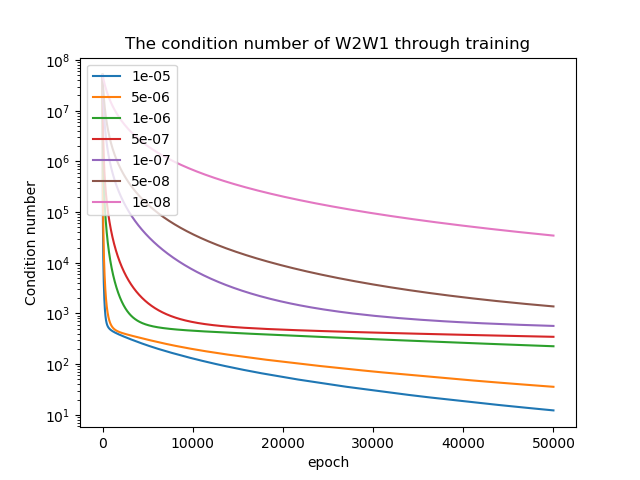 The condition number of W2W1 through training
Condition number
10^8
10^7
10^6
10^5
10^4
10^3
10^2
10^1
1e-05
5e-06
1e-06
5e-07
1e-07
5e-08
1e-08
0 10000 20000 30000 40000 50000
epoch